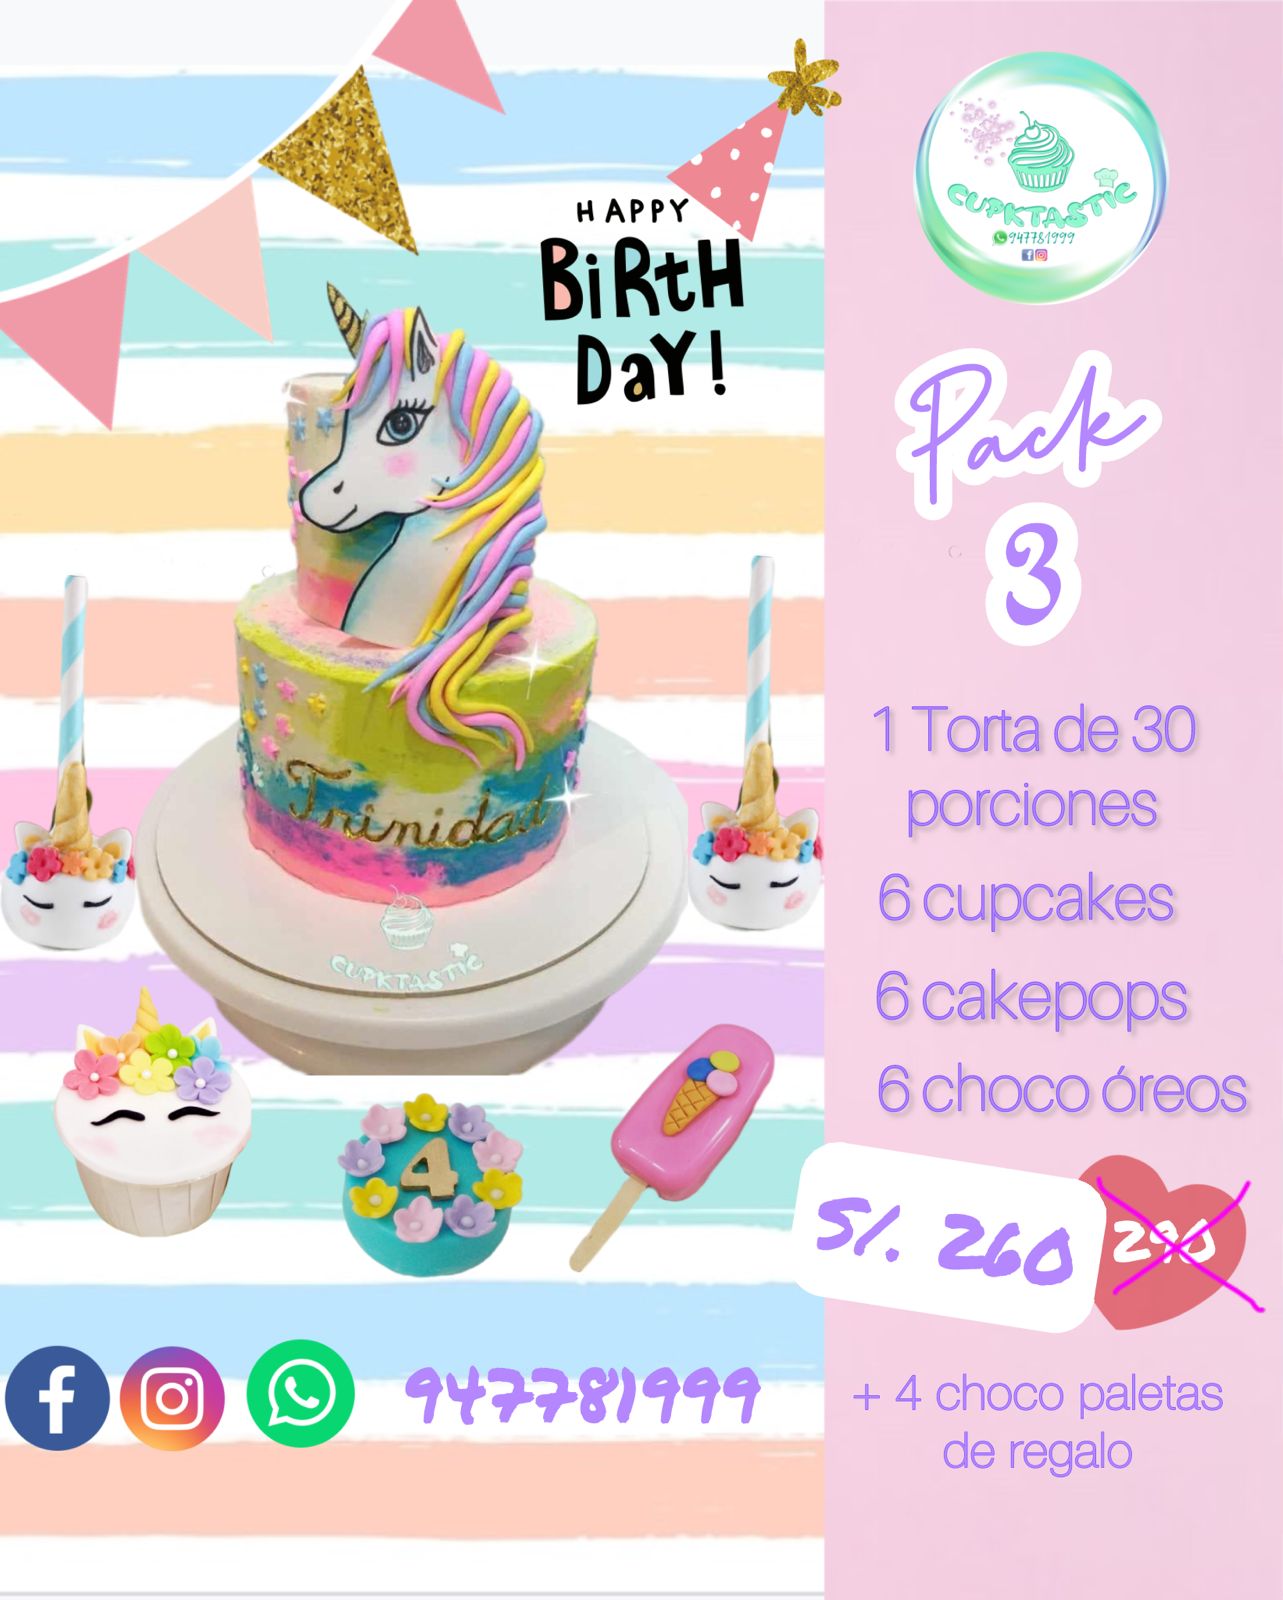 HAPPY
BiRtH
DaY!
CUPKTASTIC
947781999
Pack
3
Trinidad
CUPKTASTIC
1 Torta de 30
porciones
6 cupcakes
6 cakepops
6 choco óreos
4
S/. 260
290
947781999
+ 4 choco paletas
de regalo